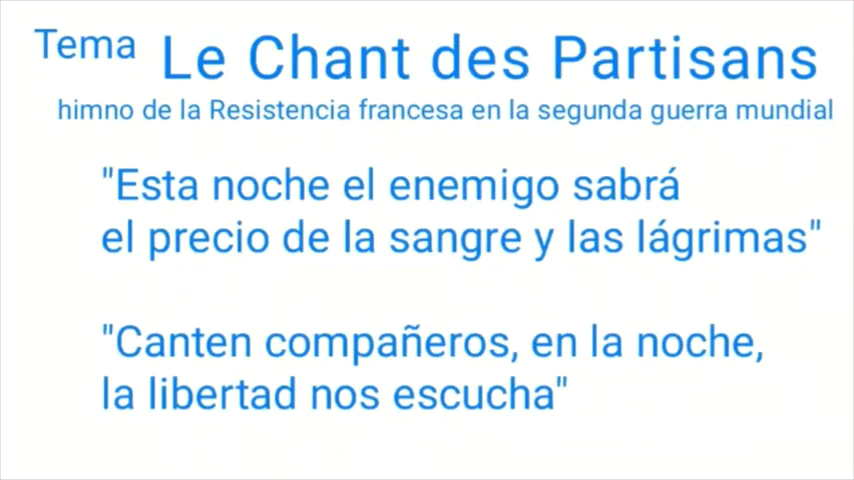 Tema Le Chant des Partisans
himno de la Resistencia francesa en la segunda guerra mundial
"Esta noche el enemigo sabrá
el precio de la sangre y las lágrimas"
"Canten compañeros, en la noche,
la libertad nos escucha"